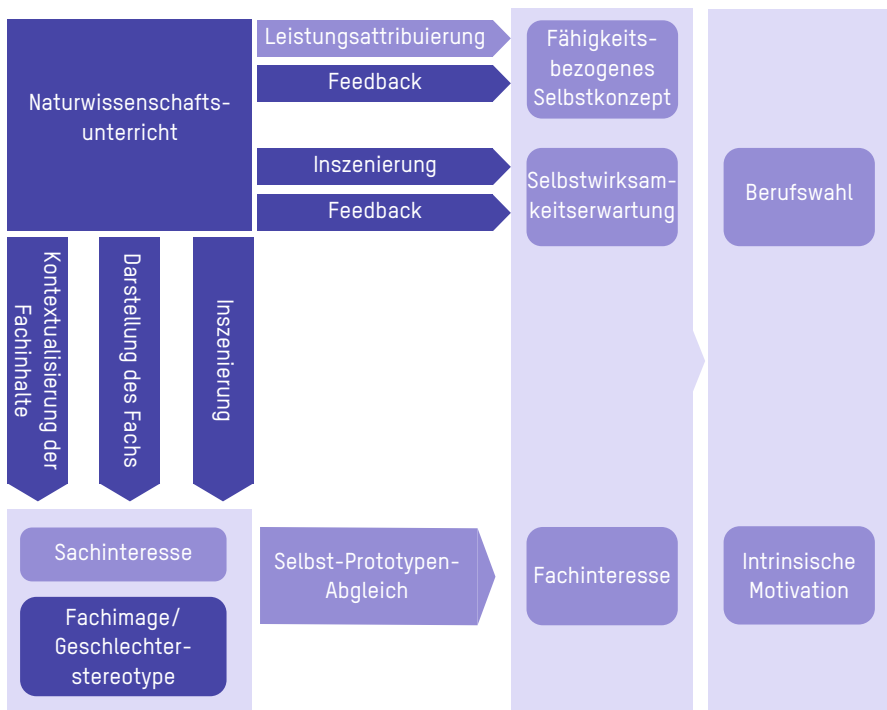 Naturwissenschafts-
unterricht
Leistungsattribuierung
Feedback
Inszenierung
Feedback
Fähigkeits-
bezogenes
Selbstkonzept
Selbstwirksam-
keitserwartung
Berufswahl
Kontextualisierung der
Fachinhalte
Darstellung des Fachs
Inszenierung
Sachinteresse
Fachimage/
Geschlechter-
stereotype
Selbst-Prototypen-
Abgleich
Fachinteresse
Intrinsische
Motivation